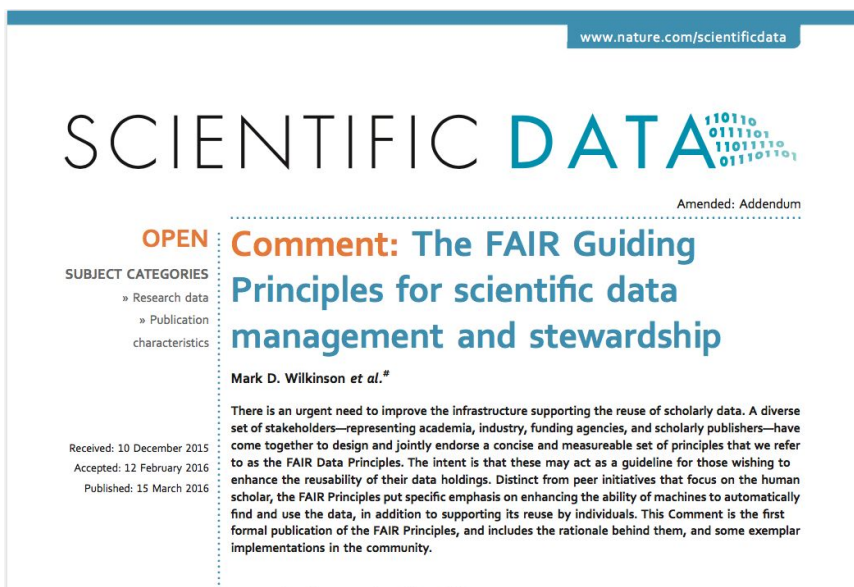 www.nature.com/scientificdata
SCIENTIFIC DATA
110110
0111101
11011110
011101101
Amended: Addendum
OPEN
SUBJECT CATEGORIES
» Research data
» Publication
characteristics
Received: 10 December 2015
Accepted: 12 February 2016
Published: 15 March 2016
Comment: The FAIR Guiding
Principles for scientific data
management and stewardship
Mark D. Wilkinson et al.#
There is an urgent need to improve the infrastructure supporting the reuse of scholarly data. A diverse
set of stakeholders—representing academia, industry, funding agencies, and scholarly publishers—have
come together to design and jointly endorse a concise and measureable set of principles that we refer
to as the FAIR Data Principles. The intent is that these may act as a guideline for those wishing to
enhance the reusability of their data holdings. Distinct from peer initiatives that focus on the human
scholar, the FAIR Principles put specific emphasis on enhancing the ability of machines to automatically
find and use the data, in addition to supporting its reuse by individuals. This Comment is the first
formal publication of the FAIR Principles, and includes the rationale behind them, and some exemplar
implementations in the community.